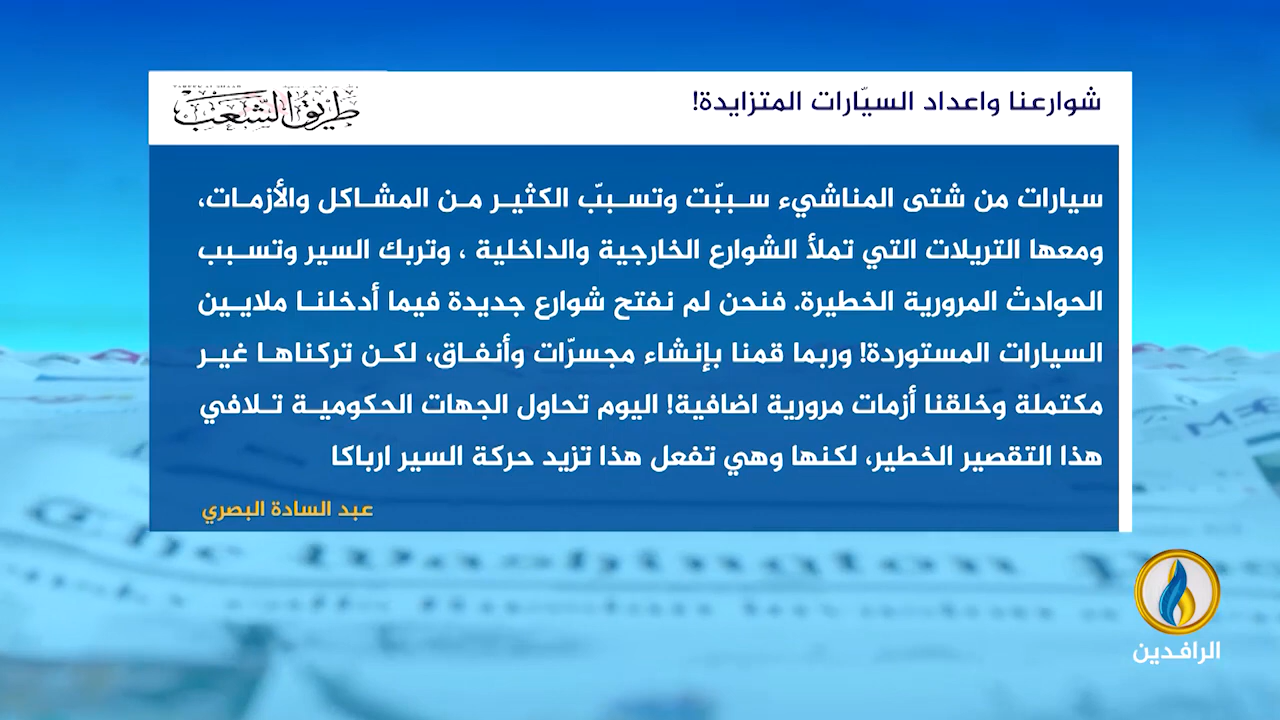 شوارعنا واعداد السيّارات المتزايدة!
طريق الشعب
سيارات من شتى المناشيء سببّت وتسببّ الكثير من المشاكل والأزمات،
ومعها التريلات التي تملأ الشوارع الخارجية والداخلية ، وتربك السير وتسبب
الحوادث المرورية الخطيرة. فنحن لم نفتح شوارع جديدة فيما أدخلنا ملايين
السيارات المستوردة! وربما قمنا بإنشاء مجسرّات وأنفاق، لكن تركناها غير
مكتملة وخلقنا أزمات مرورية اضافية! اليوم تحاول الجهات الحكومية تلافي
هذا التقصير الخطير، لكنها وهي تفعل هذا تزيد حركة السير ارباكا
عبد السادة البصري
The Washington
الرافدين